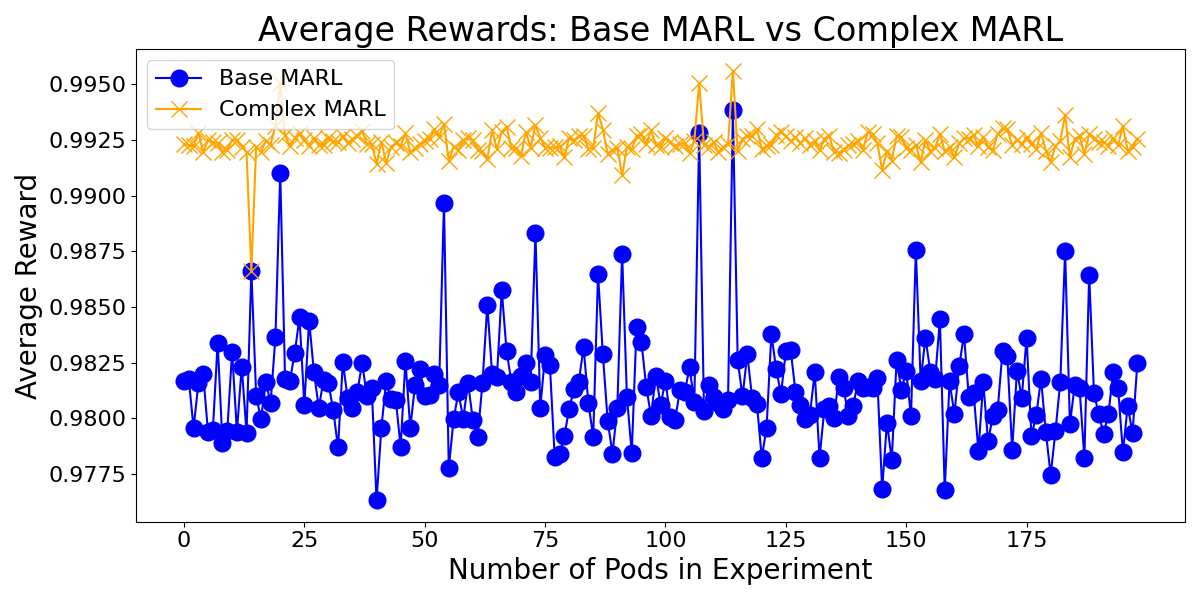 Average Rewards: Base MARL vs Complex MARL
Base MARL
Complex MARL
Average Reward
0.9950
0.9925
0.9900
0.9875
0.9850
0.9825
0.9800
0.9775
0 25 50 75 100 125 150 175
Number of Pods in Experiment